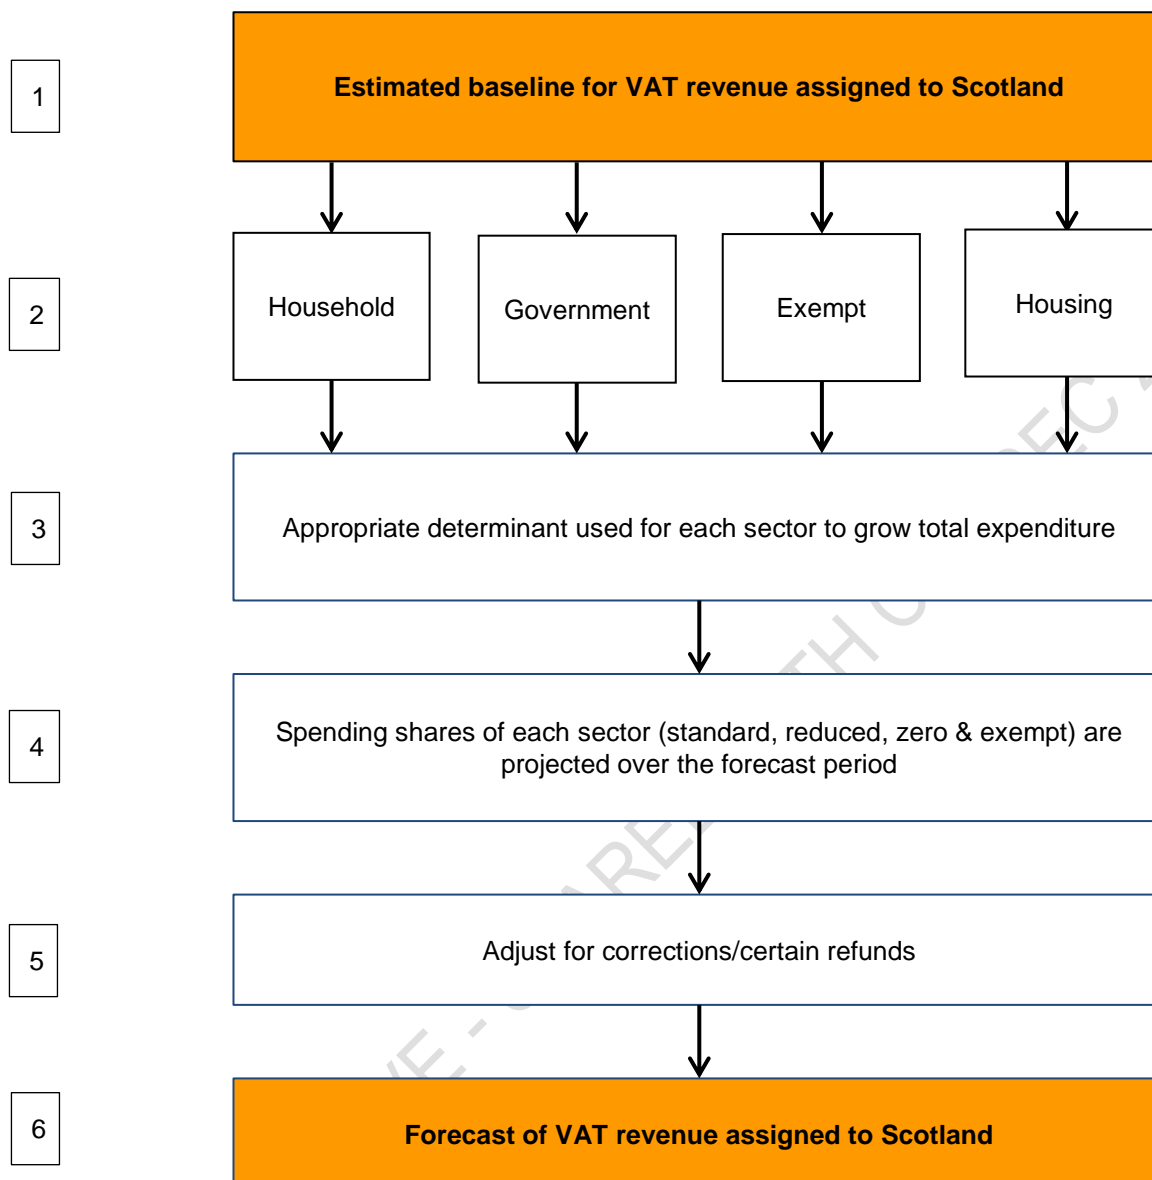 1
Estimated baseline for VAT revenue assigned to Scotland
2
Household
Government
Exempt
Housing
3
Appropriate determinant used for each sector to grow total expenditure
4
Spending shares of each sector (standard, reduced, zero & exempt) are
projected over the forecast period
5
Adjust for corrections/certain refunds
6
Forecast of VAT revenue assigned to Scotland